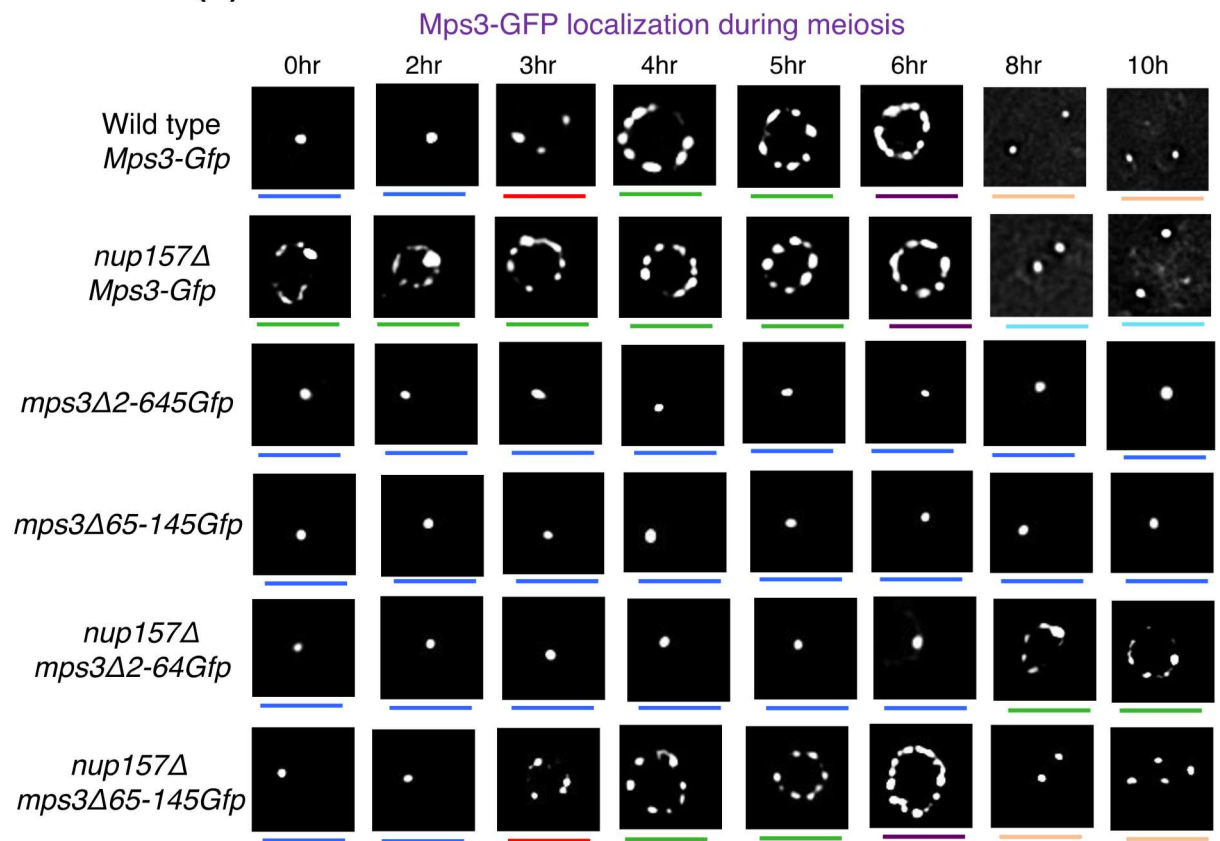 Mps3-GFP localization during meiosis
0hr 2hr 3hr 4hr 5hr 6hr 8hr 10h
Wild type
Mps3-Gfp
nup157Δ
Mps3-Gfp
mps3Δ2-645Gfp
mps3Δ65-145Gfp
nup157Δ
mps3Δ2-64Gfp
nup157Δ
mps3Δ65-145Gfp